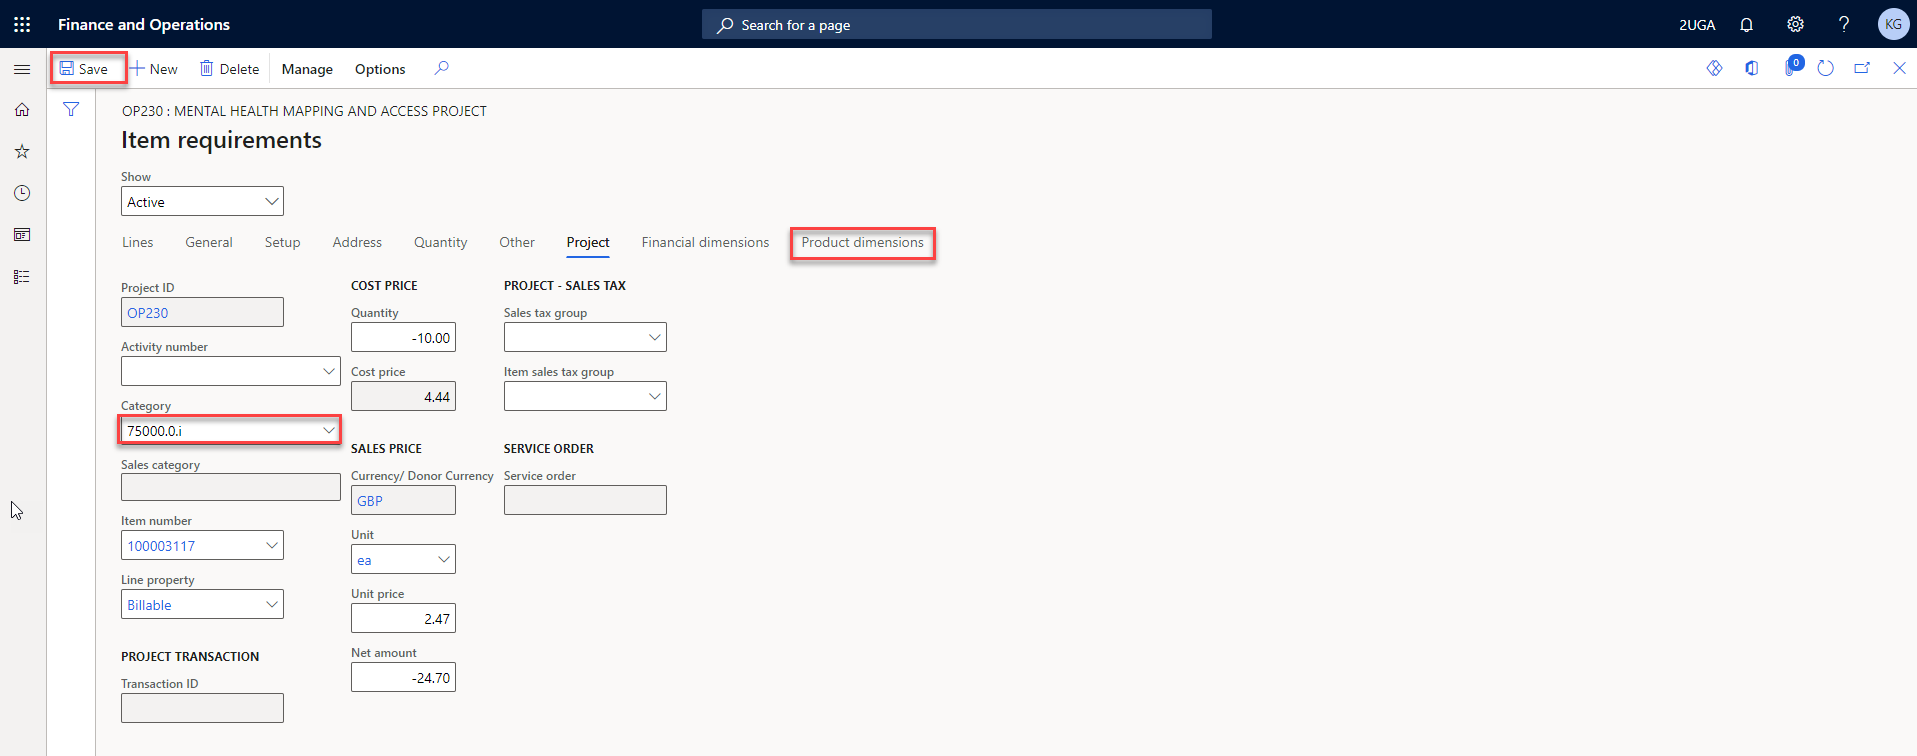 Finance and Operations
Search for a page
2UGA
KG
Save
New
Delete
Manage
Options
0
OP230 : MENTAL HEALTH MAPPING AND ACCESS PROJECT
Item requirements
Show
Active
Lines General Setup Address Quantity Other Project Financial dimensions Product dimensions
Project ID
OP230
Activity number
Category
75000.0.i
Sales category
Item number
100003117
Line property
Billable
PROJECT TRANSACTION
Transaction ID
COST PRICE
Quantity
-10.00
Cost price
4.44
SALES PRICE
Currency/ Donor Currency
GBP
Unit
ea
Unit price
2.47
Net amount
-24.70
PROJECT - SALES TAX
Sales tax group
Item sales tax group
SERVICE ORDER
Service order